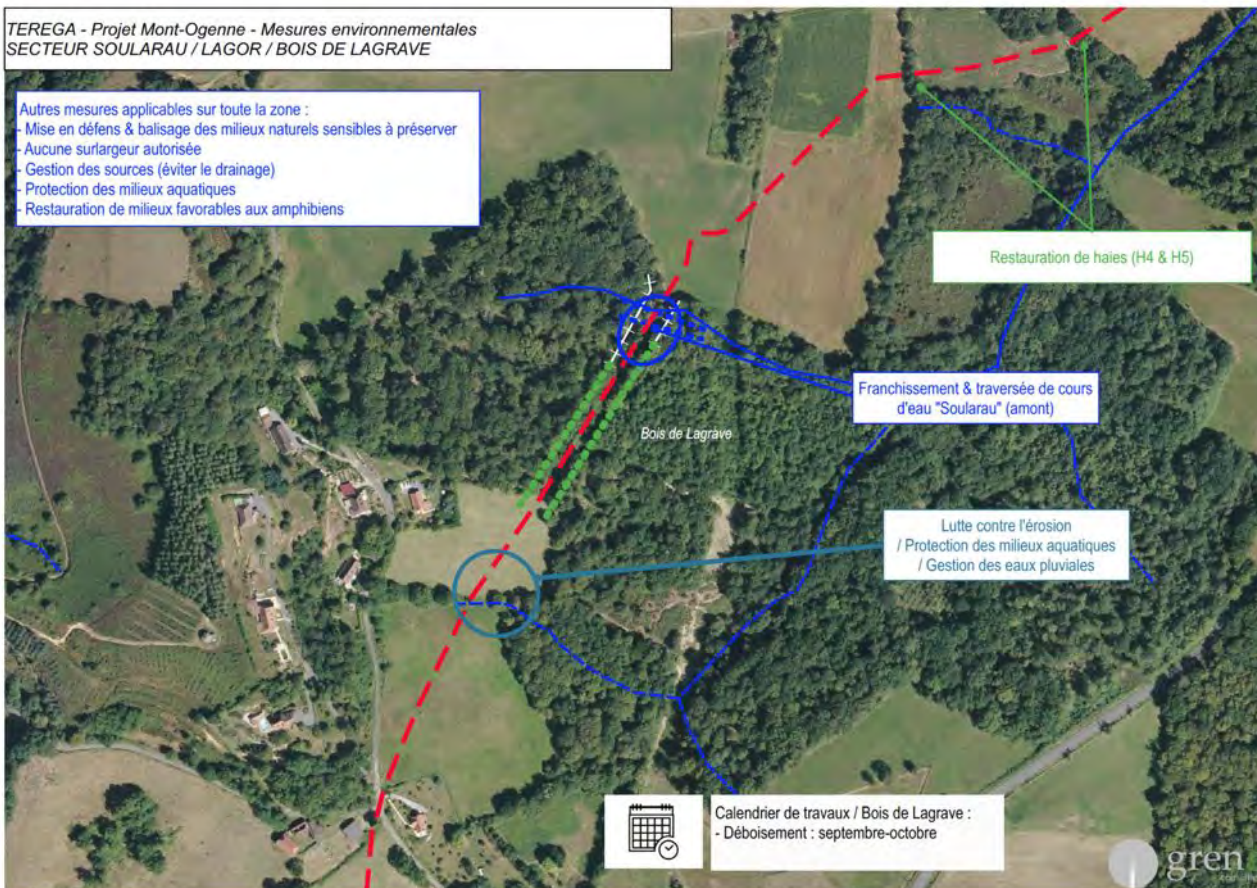 TEREGA - Projet Mont-Ogenne - Mesures environnementales
SECTEUR SOULARAU / LAGOR / BOIS DE LAGRAVE
Autres mesures applicables sur toute la zone :
- Mise en défens & balisage des milieux naturels sensibles à préserver
- Aucune surlargeur autorisée
- Gestion des sources (éviter le drainage)
- Protection des milieux aquatiques
- Restauration de milieux favorables aux amphibiens
Restauration de haies (H4 & H5)
Franchissement & traversée de cours
d'eau "Soularau" (amont)
Bois de Lagrave
Lutte contre l'érosion
/ Protection des milieux aquatiques
/ Gestion des eaux pluviales
Calendrier de travaux / Bois de Lagrave :
- Déboisement : septembre-octobre
gren